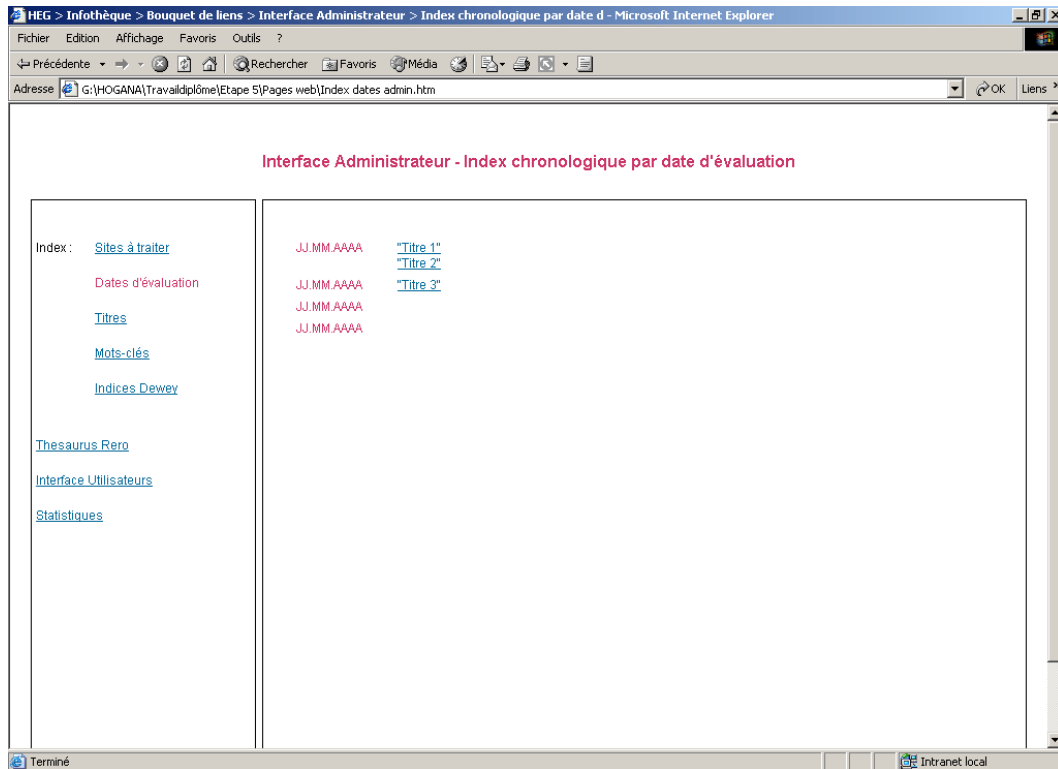 HEG > Infothèque > Bouquet de liens > Interface Administrateur > Index chronologique par date d - Microsoft Internet Explorer
Fichier Edition Affichage Favoris Outils ?
Précédente Rechercher Favoris Média
Adresse G:\HOGANA\Travaildiplôme\Etape 5\Pages web\Index dates admin.htm OK Liens »
Interface Administrateur - Index chronologique par date d'évaluation
Index : Sites à traiter
Dates d'évaluation
Titres
Mots-clés
Indices Dewey
Thesaurus Rero
Interface Utilisateurs
Statistiques
JJ.MM.AAAA "Titre 1"
"Titre 2"
JJ.MM.AAAA "Titre 3"
JJ.MM.AAAA
JJ.MM.AAAA
Terminé Intranet local